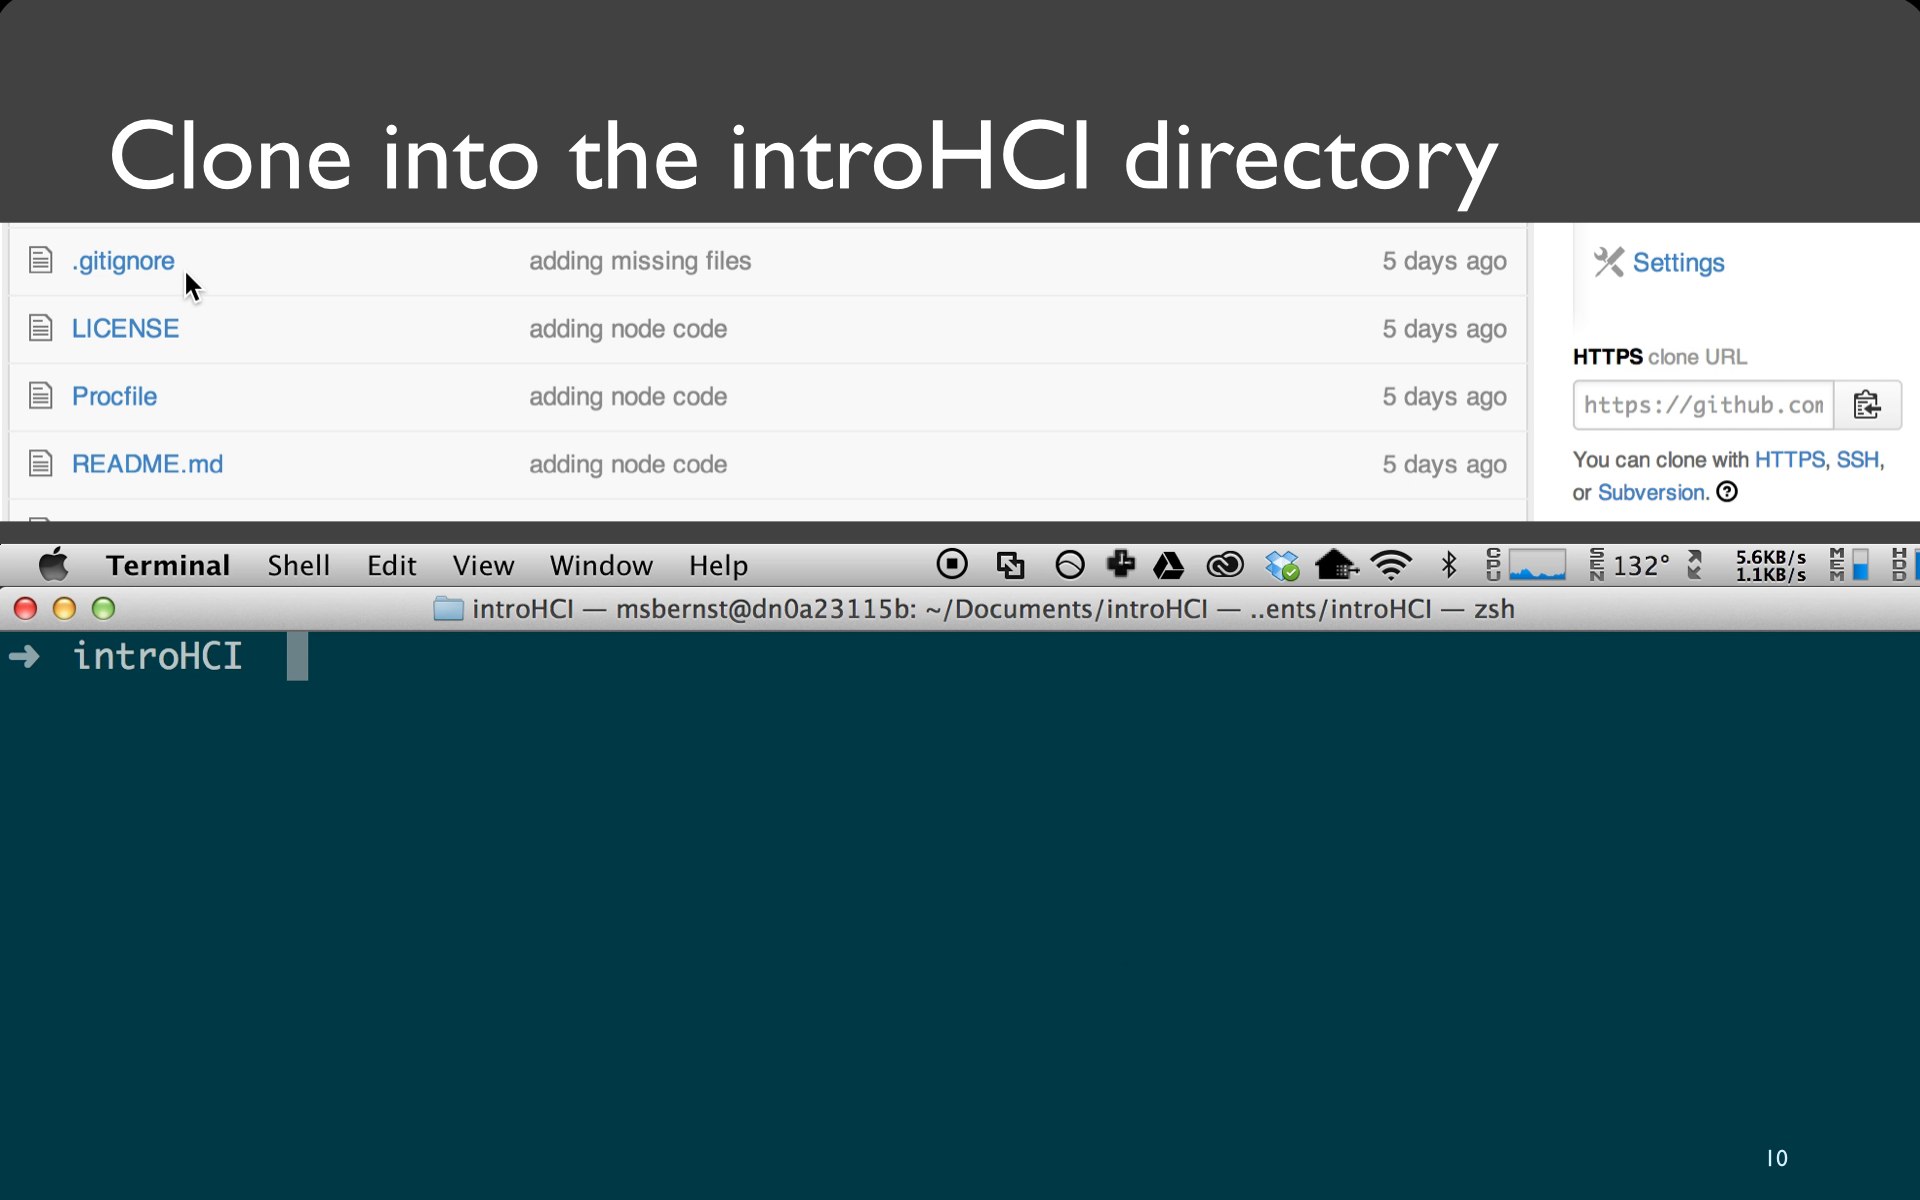 Clone into the introHCI directory
.gitignore adding missing files 5 days ago
LICENSE adding node code 5 days ago
Procfile adding node code 5 days ago
README.md adding node code 5 days ago
Settings
HTTPS clone URL
https://github.com
You can clone with HTTPS, SSH,
or Subversion.
Terminal Shell Edit View Window Help CPU SEN 132° 5.6KB/s MEM HDD
1.1KB/s
introHCI — msbernst@dn0a23115b: ~/Documents/introHCI — ..ents/introHCI — zsh
➜ introHCI
10